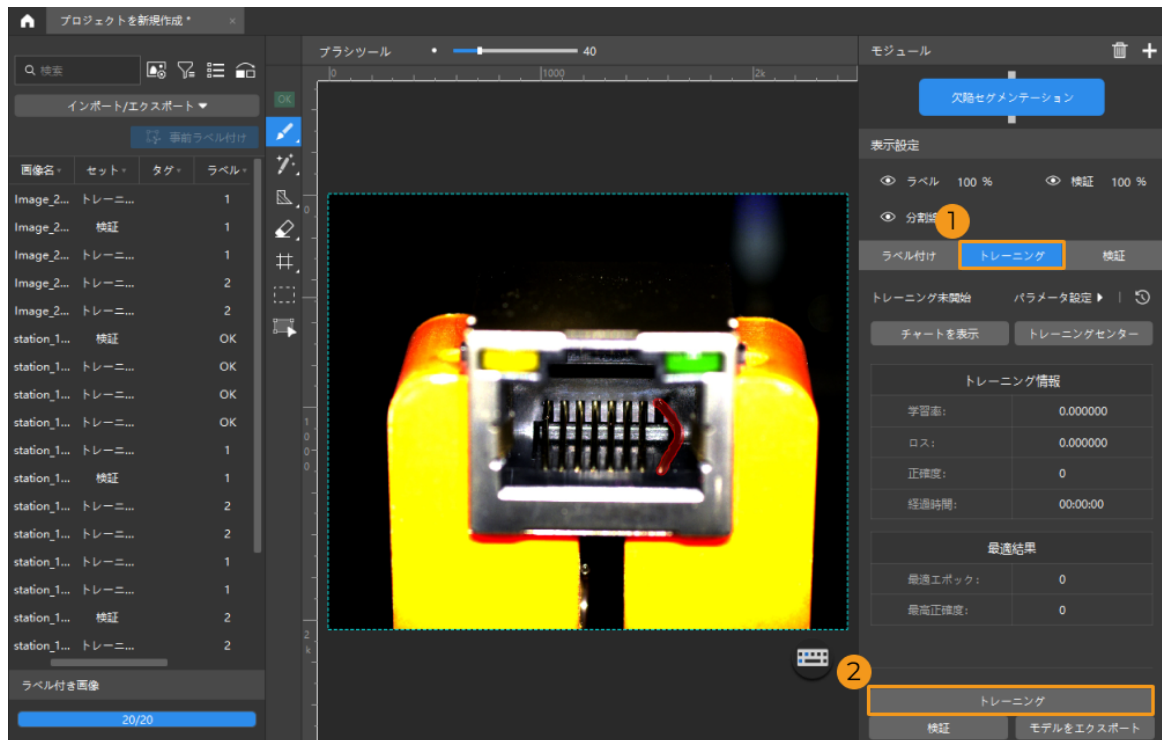 プロジェクトを新規作成 * ×
検索
インポート/エクスポート
事前ラベル付け
画像名 セット タグ ラベル
Image_2... トレーニ... 1
Image_2... 検証 1
Image_2... トレーニ... 1
Image_2... トレーニ... 2
Image_2... トレーニ... 2
station_1... 検証 OK
station_1... トレーニ... OK
station_1... トレーニ... OK
station_1... トレーニ... OK
station_1... トレーニ... 1
station_1... 検証 1
station_1... トレーニ... 2
station_1... トレーニ... 2
station_1... トレーニ... 1
station_1... トレーニ... 1
station_1... 検証 2
station_1... トレーニ... 2
ラベル付き画像
20/20
OK
ブラシツール 40
0 1000 2k
0
1000
2k
モジュール
欠陥セグメンテーション
表示設定
ラベル 100 % 検証 100 %
1
ラベル付け トレーニング 検証
トレーニング未開始 パラメータ設定
チャートを表示 トレーニングセンター
トレーニング情報
学習率: 0.000000
ロス: 0.000000
正確度: 0
経過時間: 00:00:00
最適結果
最適エポック: 0
最高正確度: 0
2
トレーニング
検証 モデルをエクスポート